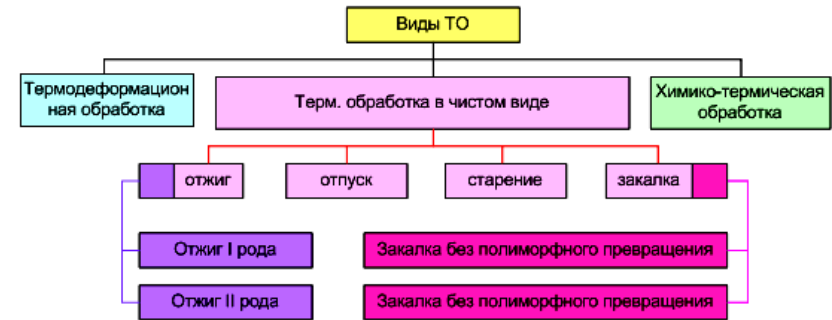 Виды ТО
Термодеформацион
ная обработка
Терм. обработка в чистом виде
Химико-термическая
обработка
отжиг
отпуск
старение
закалка
Отжиг I рода
Закалка без полиморфного превращения
Отжиг II рода
Закалка без полиморфного превращения